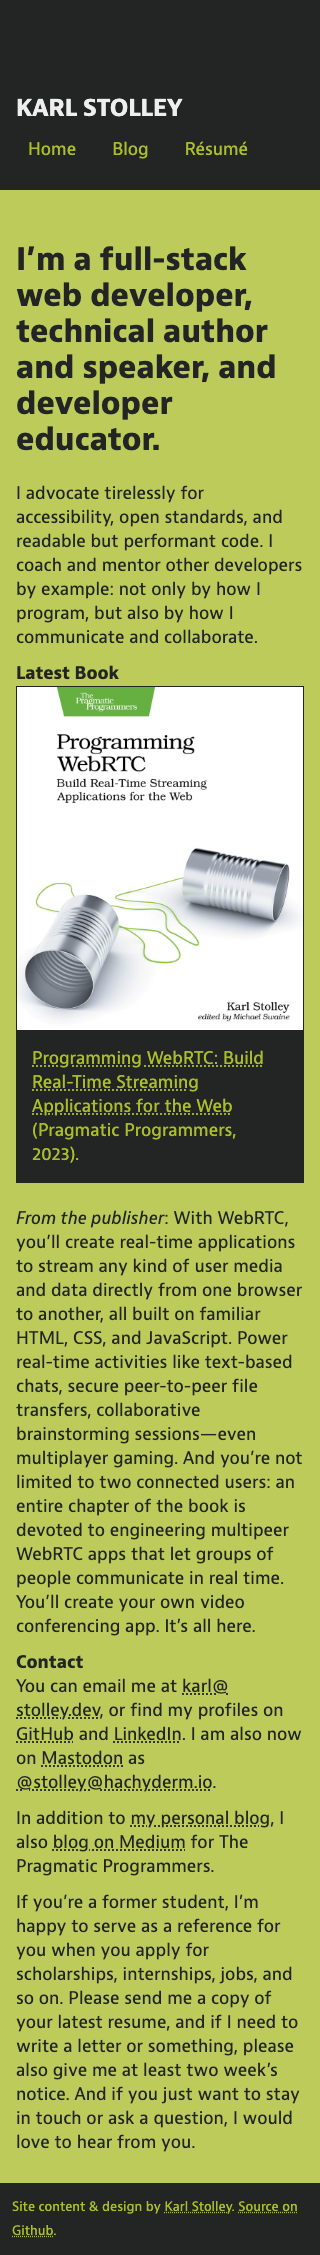 KARL STOLLEY
Home Blog Résumé
I’m a full-stack
web developer,
technical author
and speaker, and
developer
educator.
I advocate tirelessly for
accessibility, open standards, and
readable but performant code. I
coach and mentor other developers
by example: not only by how I
program, but also by how I
communicate and collaborate.
Latest Book
The
Pragmatic
Programmers
Programming
WebRTC
Build Real-Time Streaming
Applications for the Web
Karl Stolley
edited by Michael Swaine
Programming WebRTC: Build
Real-Time Streaming
Applications for the Web
(Pragmatic Programmers,
2023).
From the publisher: With WebRTC,
you’ll create real-time applications
to stream any kind of user media
and data directly from one browser
to another, all built on familiar
HTML, CSS, and JavaScript. Power
real-time activities like text-based
chats, secure peer-to-peer file
transfers, collaborative
brainstorming sessions—even
multiplayer gaming. And you’re not
limited to two connected users: an
entire chapter of the book is
devoted to engineering multipeer
WebRTC apps that let groups of
people communicate in real time.
You’ll create your own video
conferencing app. It’s all here.
Contact
You can email me at karl@
stolley.dev, or find my profiles on
GitHub and LinkedIn. I am also now
on Mastodon as
@stolley@hachyderm.io.
In addition to my personal blog, I
also blog on Medium for The
Pragmatic Programmers.
If you’re a former student, I’m
happy to serve as a reference for
you when you apply for
scholarships, internships, jobs, and
so on. Please send me a copy of
your latest resume, and if I need to
write a letter or something, please
also give me at least two week’s
notice. And if you just want to stay
in touch or ask a question, I would
love to hear from you.
Site content & design by Karl Stolley. Source on
Github.